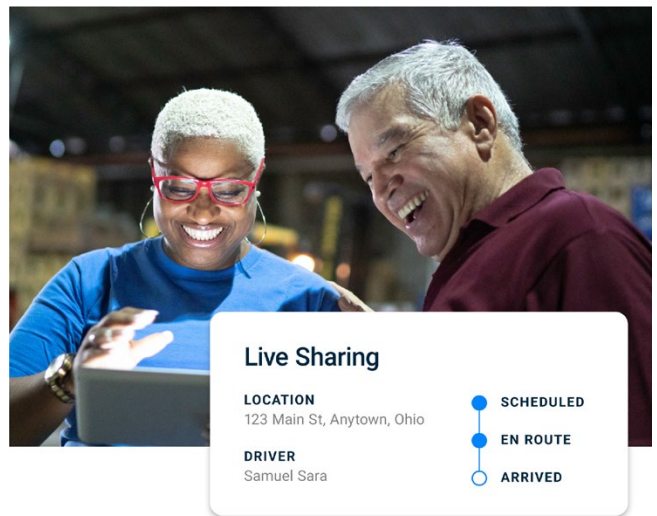 Live Sharing
LOCATION
123 Main St, Anytown, Ohio
DRIVER
Samuel Sara
SCHEDULED
EN ROUTE
ARRIVED